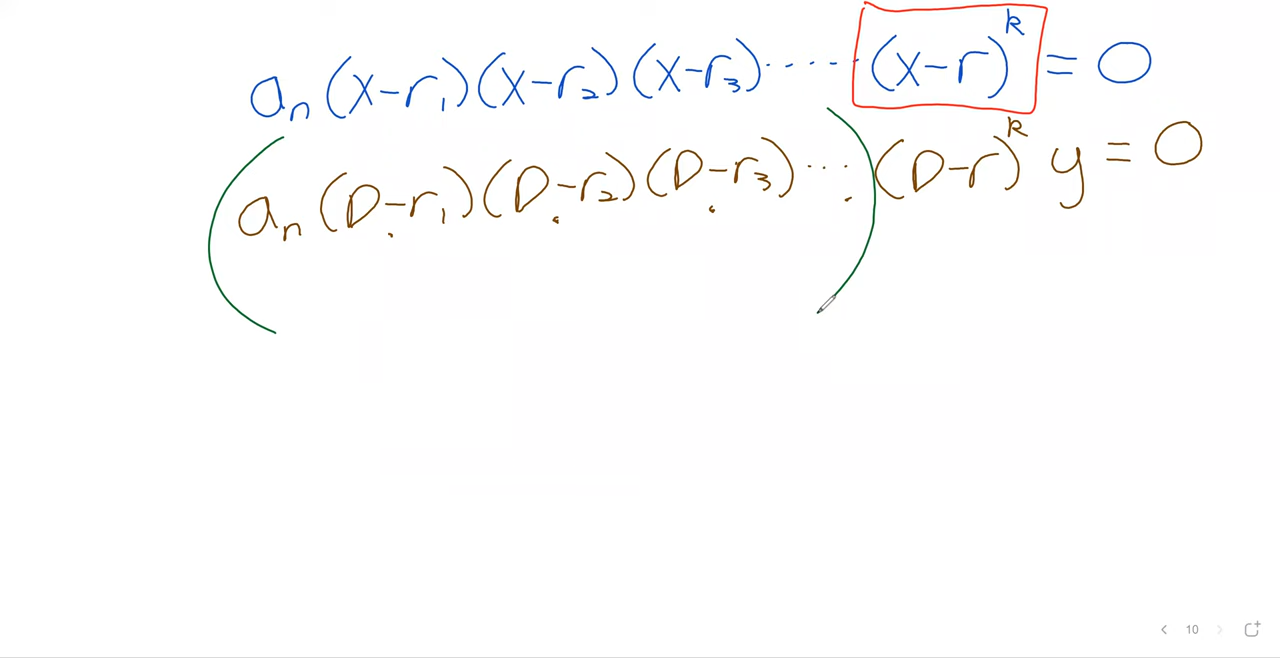 aₙ(x-r₁)(x-r₂)(x-r₃).....(x-r)ᵏ = 0
(aₙ(D-r₁)(D-r₂)(D-r₃)...)(D-r)ᵏ y = 0
10